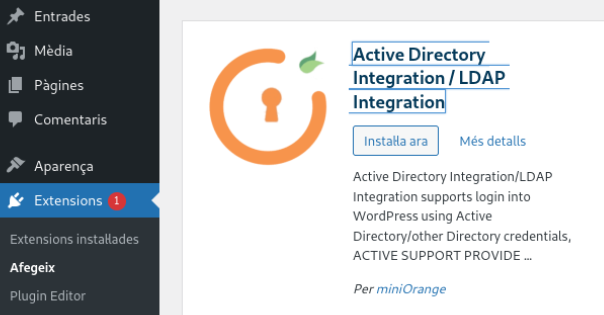 Entrades
Mèdia
Pàgines
Comentaris
Aparença
Extensions 1
Extensions instal·lades
Afegeix
Plugin Editor
Active Directory
Integration / LDAP
Integration
Instal·la ara Més detalls
Active Directory Integration/LDAP
Integration supports login into
WordPress using Active
Directory/other Directory credentials,
ACTIVE SUPPORT PROVIDE ...
Per miniOrange